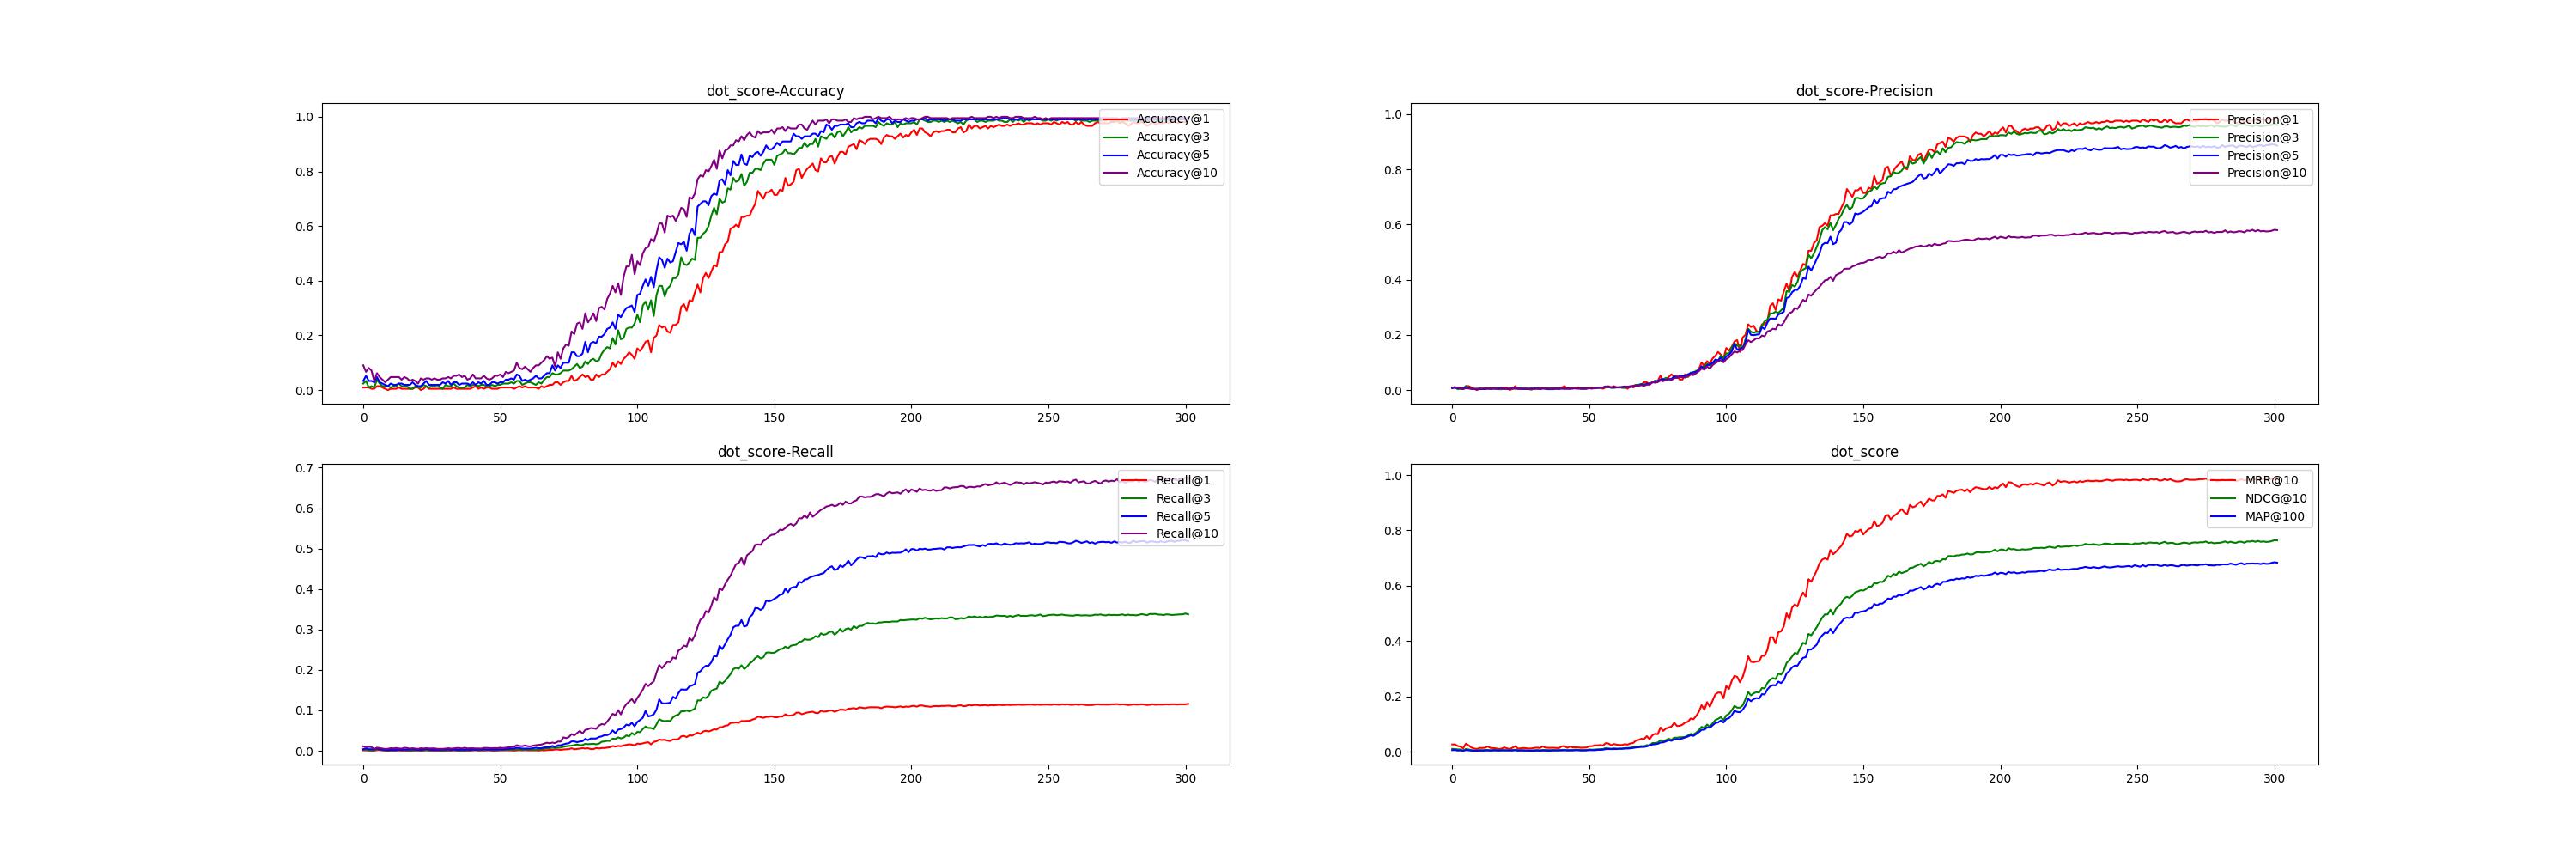 dot_score-Accuracy
1.0
0.8
0.6
0.4
0.2
0.0
0 50 100 150 200 250 300
Accuracy@1
Accuracy@3
Accuracy@5
Accuracy@10
dot_score-Precision
1.0
0.8
0.6
0.4
0.2
0.0
0 50 100 150 200 250 300
Precision@1
Precision@3
Precision@5
Precision@10
dot_score-Recall
0.7
0.6
0.5
0.4
0.3
0.2
0.1
0.0
0 50 100 150 200 250 300
Recall@1
Recall@3
Recall@5
Recall@10
dot_score
1.0
0.8
0.6
0.4
0.2
0.0
0 50 100 150 200 250 300
MRR@10
NDCG@10
MAP@100